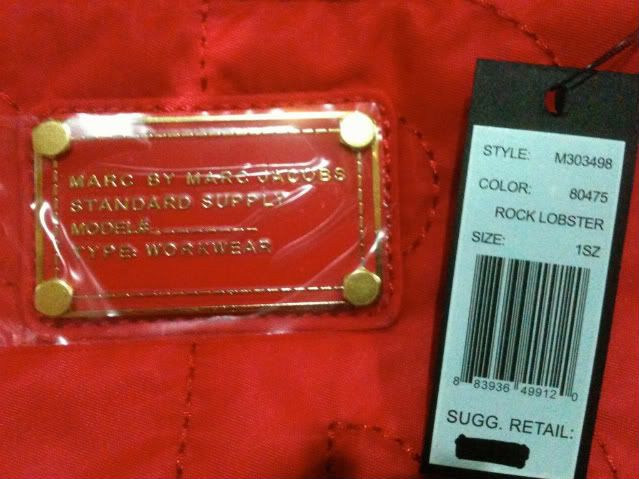 MARC BY MARC JACOBS
STANDARD SUPPLY
MODEL§
TYPE: WORKWEAR
STYLE: M303498
COLOR: 80475
ROCK LOBSTER
SIZE: 1SZ
8 83936 49912 0
SUGG. RETAIL: